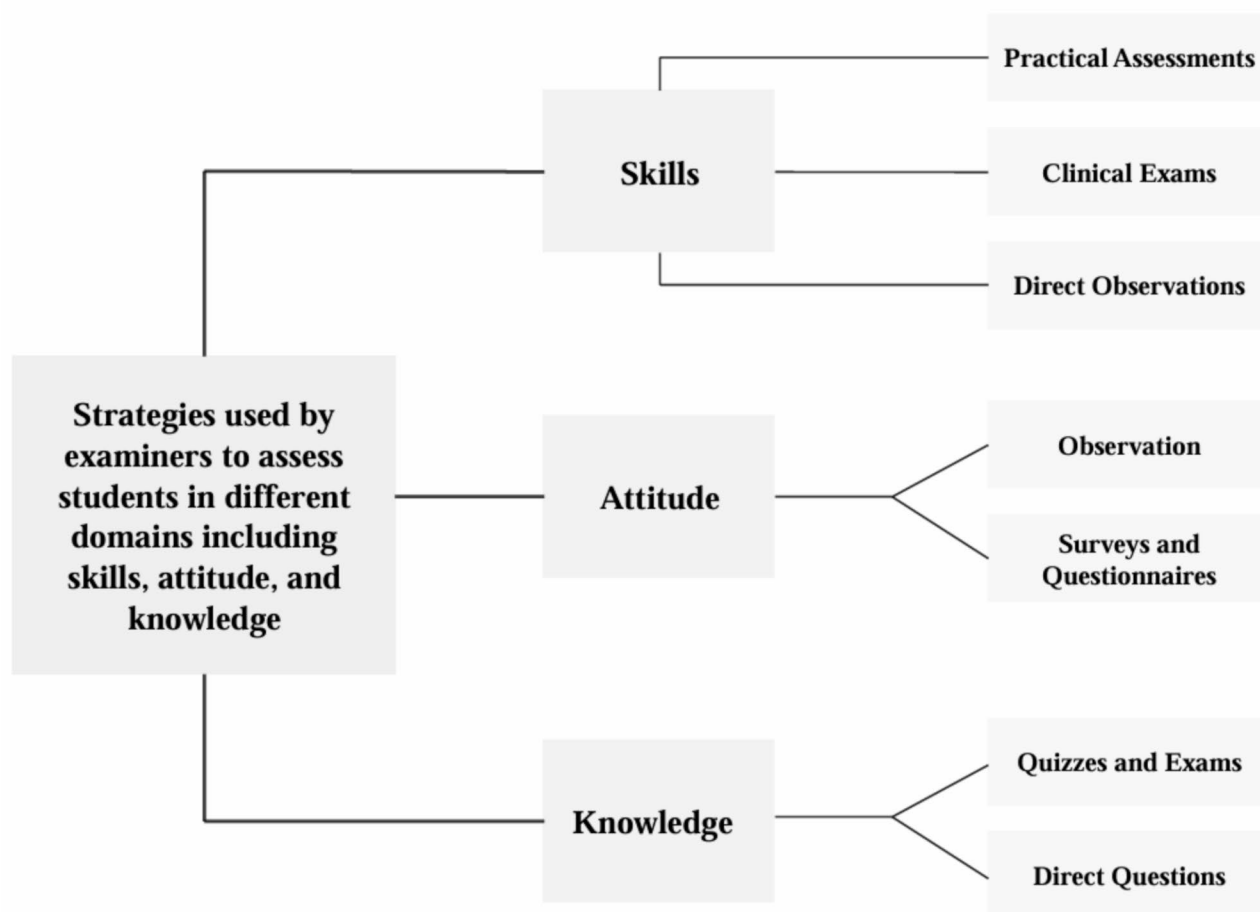 Strategies used by
examiners to assess
students in different
domains including
skills, attitude, and
knowledge
Skills
Practical Assessments
Clinical Exams
Direct Observations
Attitude
Observation
Surveys and
Questionnaires
Knowledge
Quizzes and Exams
Direct Questions